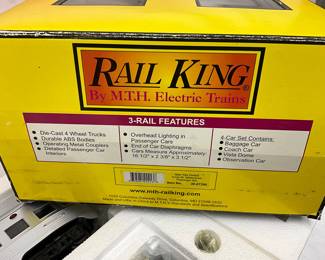 RAIL KING®
By M.T.H. Electric Trains
3-RAIL FEATURES
• Die-Cast 4 Wheel Trucks
• Durable ABS Bodies
• Operating Metal Couplers
• Detailed Passenger Car
Interiors
• Overhead Lighting in
Passenger Cars
• End of Car Diaphragms
• Cars Measure Approximately:
16 1/2" x 2 3/8" x 3 1/2"
4-Car Set Contains:
• Baggage Car
• Coach Car
• Vista Dome
• Observation Car
www.mth-railking.com